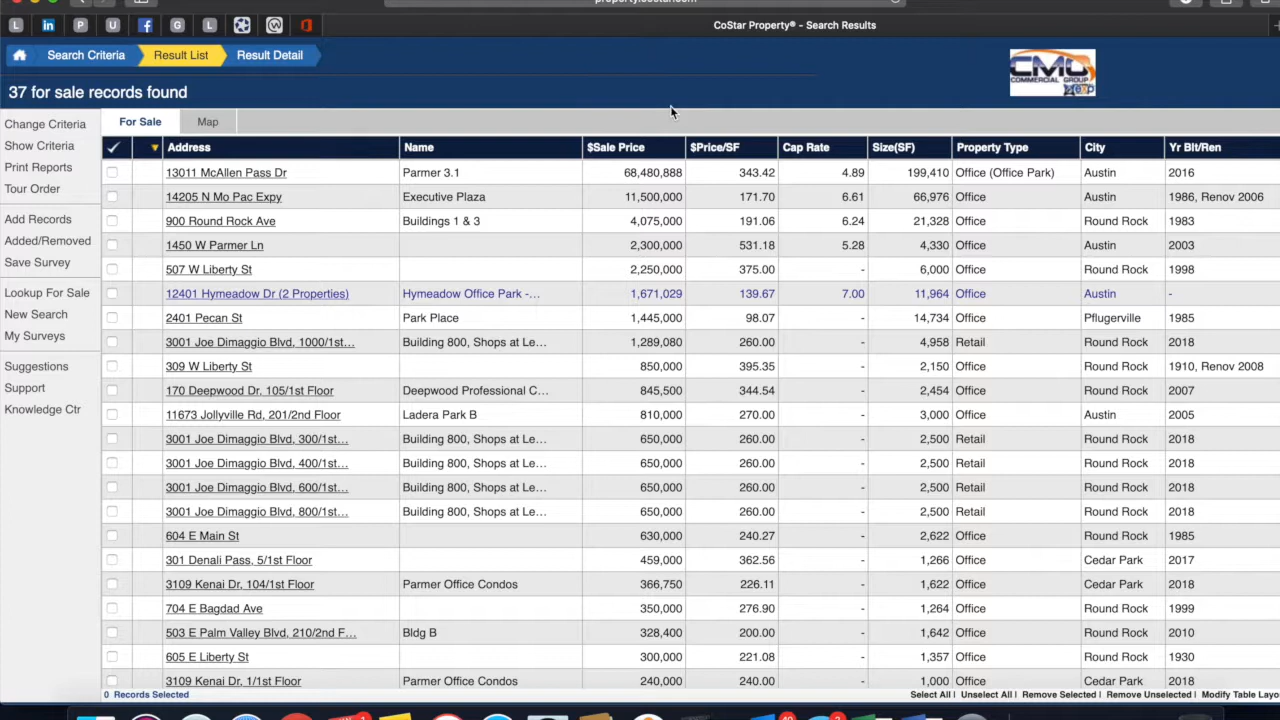 CoStar Property® - Search Results
Search Criteria Result List Result Detail
CMC
COMMERCIAL GROUP
exp
37 for sale records found
Change Criteria
Show Criteria
Print Reports
Tour Order
Add Records
Added/Removed
Save Survey
Lookup For Sale
New Search
My Surveys
Suggestions
Support
Knowledge Ctr
For Sale Map
Address Name $Sale Price $Price/SF Cap Rate Size(SF) Property Type City Yr Blt/Ren
13011 McAllen Pass Dr Parmer 3.1 68,480,888 343.42 4.89 199,410 Office (Office Park) Austin 2016
14205 N Mo Pac Expy Executive Plaza 11,500,000 171.70 6.61 66,976 Office Austin 1986, Renov 2006
900 Round Rock Ave Buildings 1 & 3 4,075,000 191.06 6.24 21,328 Office Round Rock 1983
1450 W Parmer Ln 2,300,000 531.18 5.28 4,330 Office Austin 2003
507 W Liberty St 2,250,000 375.00 - 6,000 Office Round Rock 1998
12401 Hymeadow Dr (2 Properties) Hymeadow Office Park -... 1,671,029 139.67 7.00 11,964 Office Austin -
2401 Pecan St Park Place 1,445,000 98.07 - 14,734 Office Pflugerville 1985
3001 Joe Dimaggio Blvd, 1000/1st... Building 800, Shops at Le... 1,289,080 260.00 - 4,958 Retail Round Rock 2018
309 W Liberty St 850,000 395.35 - 2,150 Office Round Rock 1910, Renov 2008
170 Deepwood Dr, 105/1st Floor Deepwood Professional C... 845,500 344.54 - 2,454 Office Round Rock 2007
11673 Jollyville Rd, 201/2nd Floor Ladera Park B 810,000 270.00 - 3,000 Office Austin 2005
3001 Joe Dimaggio Blvd, 300/1st... Building 800, Shops at Le... 650,000 260.00 - 2,500 Retail Round Rock 2018
3001 Joe Dimaggio Blvd, 400/1st... Building 800, Shops at Le... 650,000 260.00 - 2,500 Retail Round Rock 2018
3001 Joe Dimaggio Blvd, 600/1st... Building 800, Shops at Le... 650,000 260.00 - 2,500 Retail Round Rock 2018
3001 Joe Dimaggio Blvd, 800/1st... Building 800, Shops at Le... 650,000 260.00 - 2,500 Retail Round Rock 2018
604 E Main St 630,000 240.27 - 2,622 Office Round Rock 1985
301 Denali Pass, 5/1st Floor 459,000 362.56 - 1,266 Office Cedar Park 2017
3109 Kenai Dr, 104/1st Floor Parmer Office Condos 366,750 226.11 - 1,622 Office Cedar Park 2018
704 E Bagdad Ave 350,000 276.90 - 1,264 Office Round Rock 1999
503 E Palm Valley Blvd, 210/2nd F... Bldg B 328,400 200.00 - 1,642 Office Round Rock 2010
605 E Liberty St 300,000 221.08 - 1,357 Office Round Rock 1930
3109 Kenai Dr, 1/1st Floor Parmer Office Condos 240,000 240.00 - 1,000 Office Cedar Park 2018
0 Records Selected Select All | Unselect All | Remove Selected | Remove Unselected | Modify Table Layo